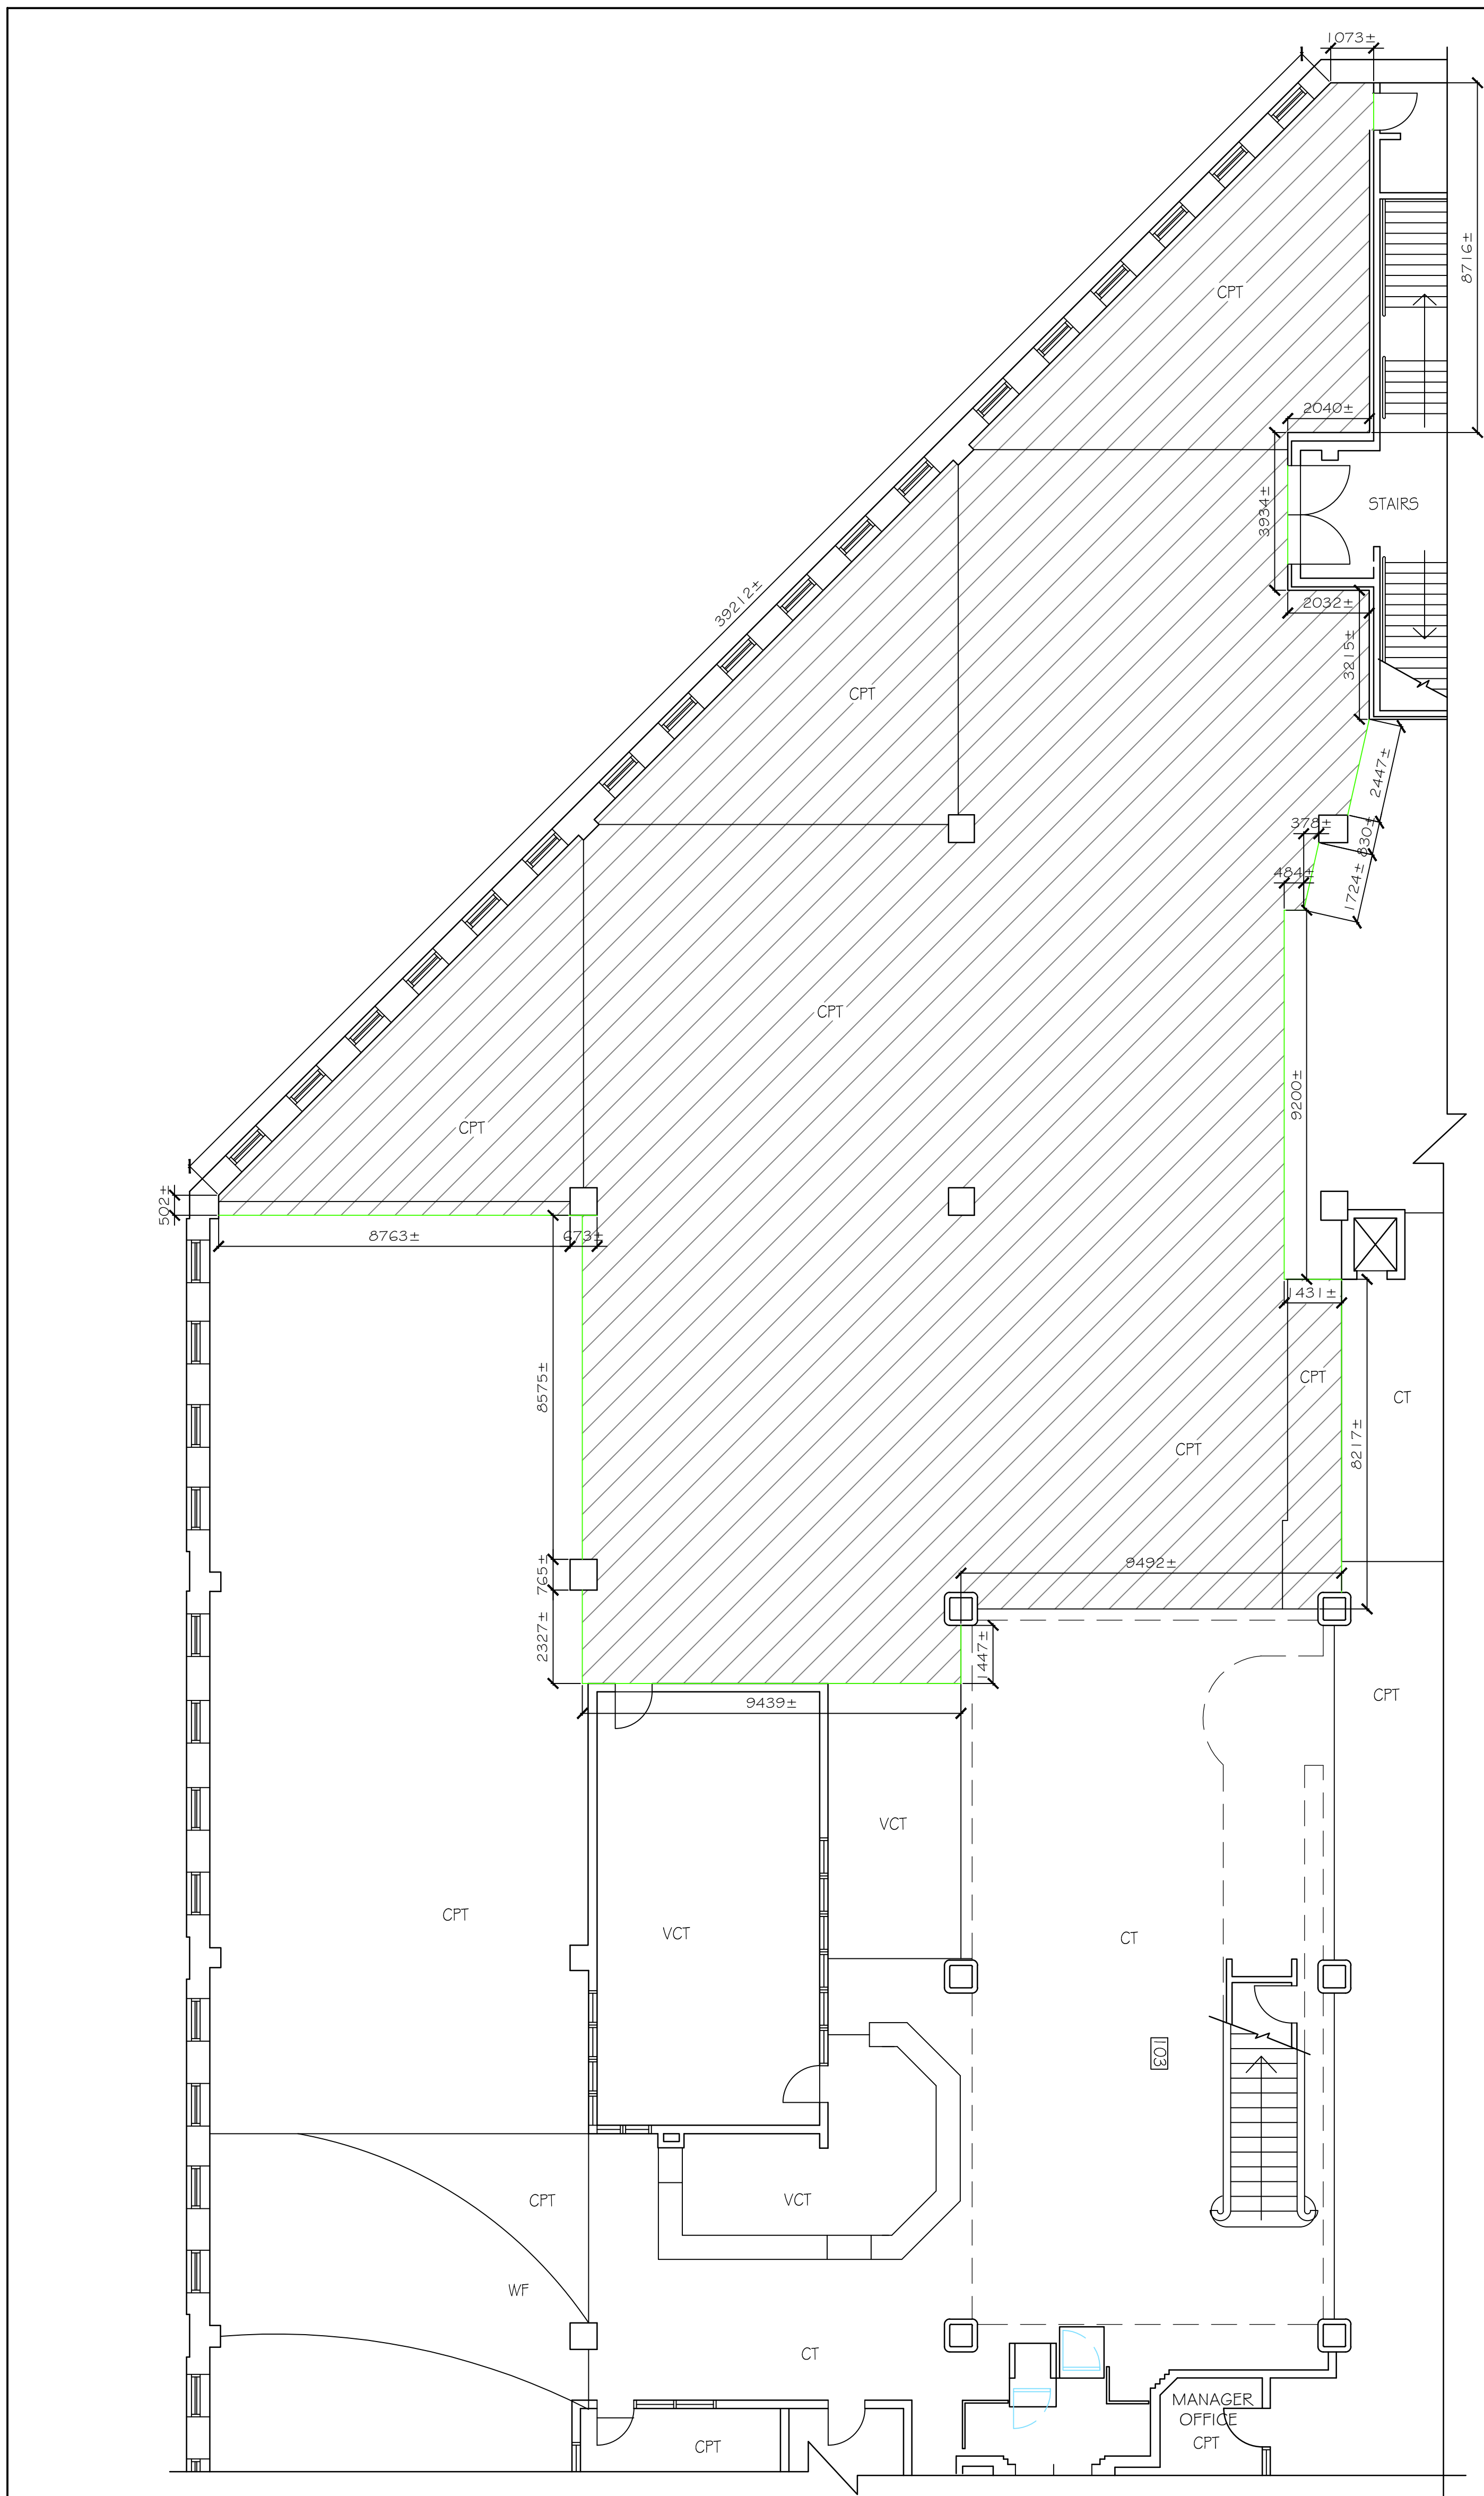 1073±
8716±
CPT
2040±
3934±
STAIRS
39212±
2032±
3215±
CPT
2447±
378±
830±
484±
1724±
CPT
9200±
CPT
502±
8763±
673±
1431±
8575±
CPT
CT
8217±
CPT
9492±
765±
2327±
1447±
9439±
CPT
VCT
CPT
VCT
CT
103
CPT
VCT
WF
CT
MANAGER
OFFICE
CPT
CPT